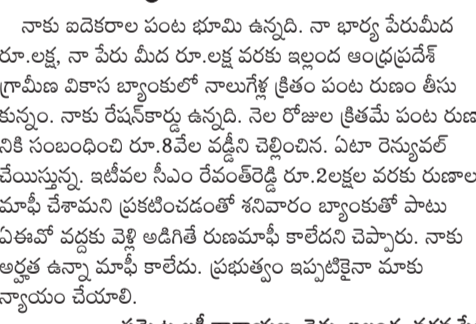 నాకు ఐదెకరాల పంట భూమి ఉన్నది. నా భార్య పేరుమీద
రూ.లక్ష, నా పేరు మీద రూ.లక్ష వరకు ఇల్లంద ఆంధ్రప్రదేశ్
గ్రామీణ వికాస బ్యాంకులో నాలుగేళ్ల క్రితం పంట రుణం తీసు
కున్నం. నాకు రేషన్‌కార్డు ఉన్నది. నెల రోజుల క్రితమే పంట రుణ
నికి సంబంధించి రూ.8వేల వడ్డీని చెల్లించిన. ఏటా రెన్యువల్
చేయిస్తున్న. ఇటీవల సీఎం రేవంత్‌రెడ్డి రూ.2లక్షల వరకు రుణాల
మాఫీ చేశామని ప్రకటించడంతో శనివారం బ్యాంకుతో పాటు
ఏఈవో వద్దకు వెళ్లి అడిగితే రుణమాఫీ కాలేదని చెప్పారు. నాకు
అర్హత ఉన్నా మాఫీ కాలేదు. ప్రభుత్వం ఇప్పటికైనా మాకు
న్యాయం చేయాలి.